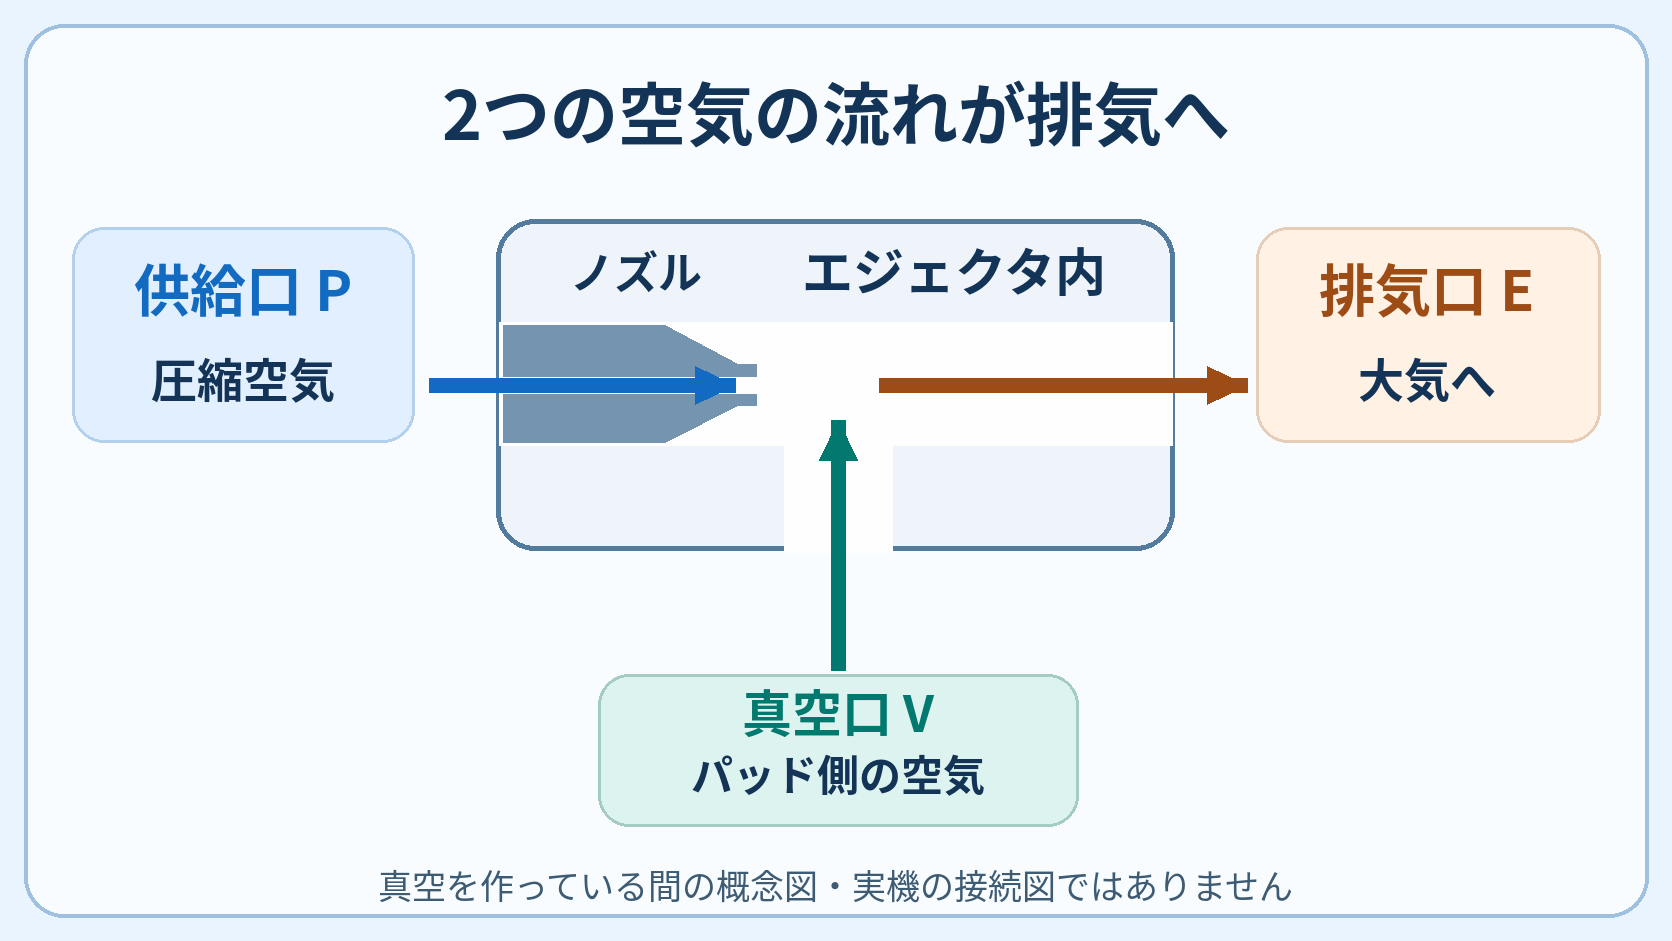 2つの空気の流れが排気へ
供給口 P
圧縮空気
ノズル
エジェクタ内
排気口 E
大気へ
真空口 V
パッド側の空気
真空を作っている間の概念図・実機の接続図ではありません